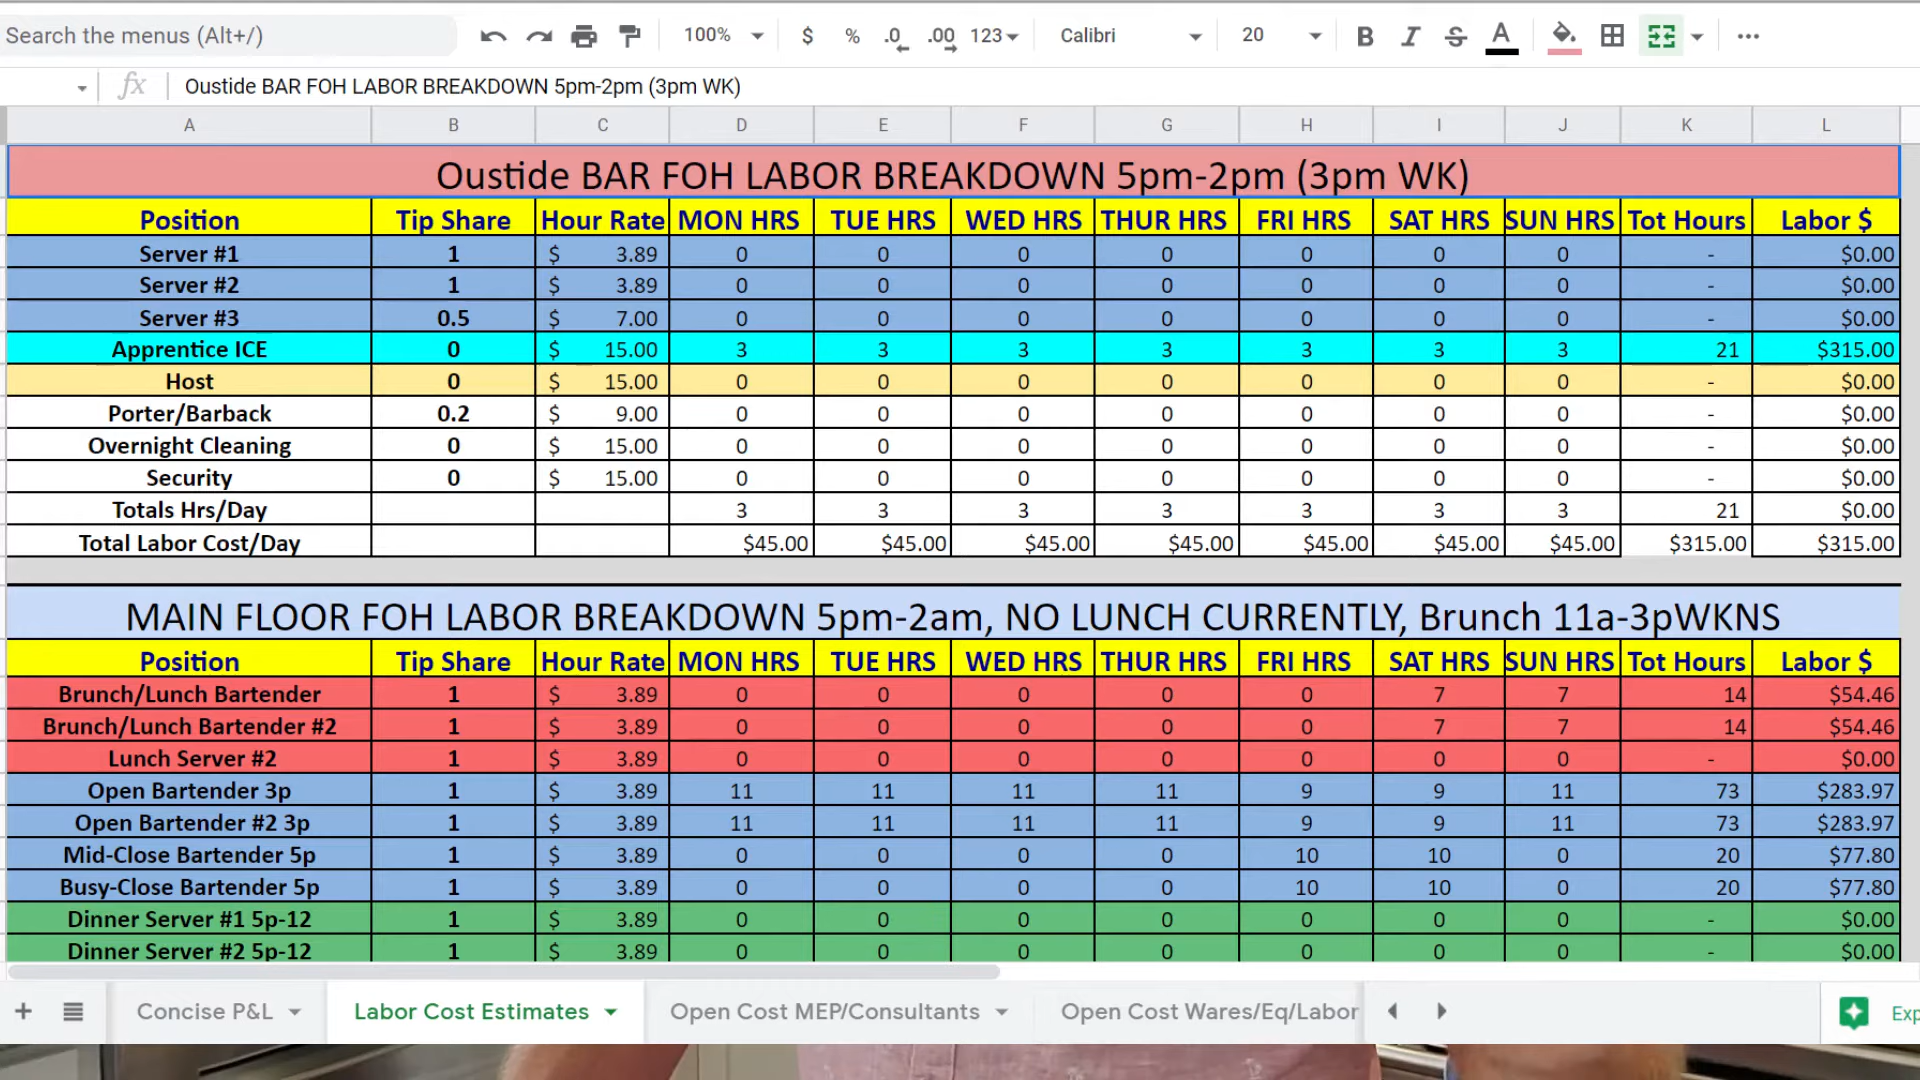 Search the menus (Alt+/) 100% $ % .0 .00 123 Calibri 20 B I S A
fx Oustide BAR FOH LABOR BREAKDOWN 5pm-2pm (3pm WK)
A B C D E F G H I J K L
Oustide BAR FOH LABOR BREAKDOWN 5pm-2pm (3pm WK)
Position Tip Share Hour Rate MON HRS TUE HRS WED HRS THUR HRS FRI HRS SAT HRS SUN HRS Tot Hours Labor $
Server #1 1 $ 3.89 0 0 0 0 0 0 0 - $0.00
Server #2 1 $ 3.89 0 0 0 0 0 0 0 - $0.00
Server #3 0.5 $ 7.00 0 0 0 0 0 0 0 - $0.00
Apprentice ICE 0 $ 15.00 3 3 3 3 3 3 3 21 $315.00
Host 0 $ 15.00 0 0 0 0 0 0 0 - $0.00
Porter/Barback 0.2 $ 9.00 0 0 0 0 0 0 0 - $0.00
Overnight Cleaning 0 $ 15.00 0 0 0 0 0 0 0 - $0.00
Security 0 $ 15.00 0 0 0 0 0 0 0 - $0.00
Totals Hrs/Day 3 3 3 3 3 3 3 21 $0.00
Total Labor Cost/Day $45.00 $45.00 $45.00 $45.00 $45.00 $45.00 $45.00 $315.00 $315.00
MAIN FLOOR FOH LABOR BREAKDOWN 5pm-2am, NO LUNCH CURRENTLY, Brunch 11a-3pWKNS
Position Tip Share Hour Rate MON HRS TUE HRS WED HRS THUR HRS FRI HRS SAT HRS SUN HRS Tot Hours Labor $
Brunch/Lunch Bartender 1 $ 3.89 0 0 0 0 0 7 7 14 $54.46
Brunch/Lunch Bartender #2 1 $ 3.89 0 0 0 0 0 7 7 14 $54.46
Lunch Server #2 1 $ 3.89 0 0 0 0 0 0 0 - $0.00
Open Bartender 3p 1 $ 3.89 11 11 11 11 9 9 11 73 $283.97
Open Bartender #2 3p 1 $ 3.89 11 11 11 11 9 9 11 73 $283.97
Mid-Close Bartender 5p 1 $ 3.89 0 0 0 0 10 10 0 20 $77.80
Busy-Close Bartender 5p 1 $ 3.89 0 0 0 0 10 10 0 20 $77.80
Dinner Server #1 5p-12 1 $ 3.89 0 0 0 0 0 0 0 - $0.00
Dinner Server #2 5p-12 1 $ 3.89 0 0 0 0 0 0 0 - $0.00
Concise P&L Labor Cost Estimates Open Cost MEP/Consultants Open Cost Wares/Eq/Labor Exp